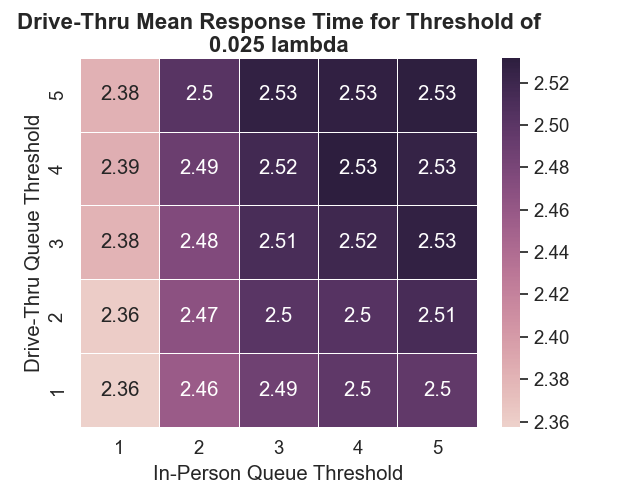 Drive-Thru Mean Response Time for Threshold of
0.025 lambda
Drive-Thru Queue Threshold
5 2.38 2.5 2.53 2.53 2.53
4 2.39 2.49 2.52 2.53 2.53
3 2.38 2.48 2.51 2.52 2.53
2 2.36 2.47 2.5 2.5 2.51
1 2.36 2.46 2.49 2.5 2.5
1 2 3 4 5
In-Person Queue Threshold
2.52
2.50
2.48
2.46
2.44
2.42
2.40
2.38
2.36